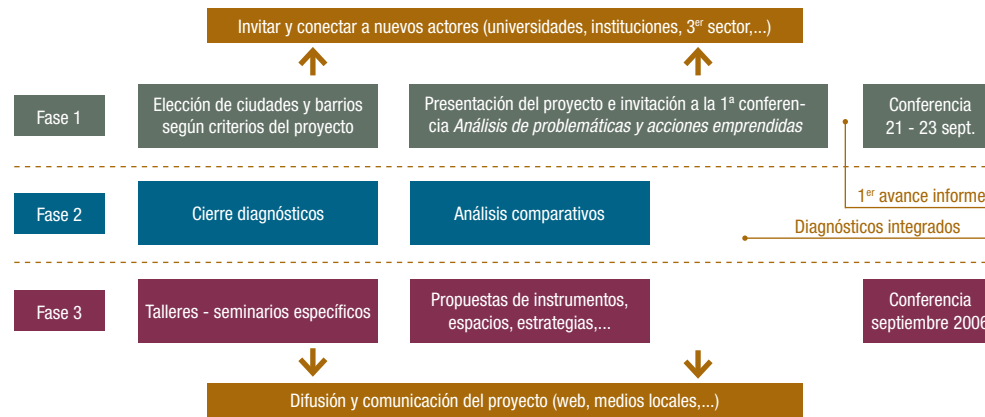 Invitar y conectar a nuevos actores (universidades, instituciones, 3er sector,...)
Fase 1
Elección de ciudades y barrios
según criterios del proyecto
Presentación del proyecto e invitación a la 1ª conferen-
cia Análisis de problemáticas y acciones emprendidas
Conferencia
21 - 23 sept.
1er avance informe
Fase 2
Cierre diagnósticos
Análisis comparativos
Diagnósticos integrados
Fase 3
Talleres - seminarios específicos
Propuestas de instrumentos,
espacios, estrategias,...
Conferencia
septiembre 2006
Difusión y comunicación del proyecto (web, medios locales,...)